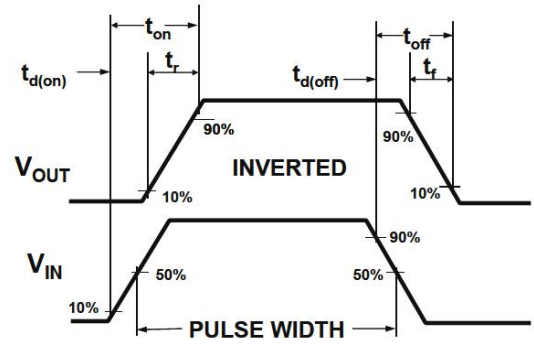 t_on
t_off
t_d(on)
t_r
t_d(off)
t_f
90%
90%
V_OUT
INVERTED
10%
10%
90%
V_IN
50%
50%
10%
PULSE WIDTH